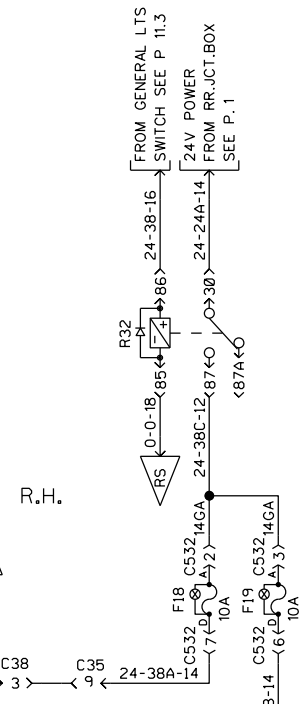 FROM GENERAL LTS
SWITCH SEE P 11.3
24V POWER
FROM RR.JCT.BOX
SEE P.1
24-38-16
24-24A-14
86
30
R32
- +
85
87
87A
0-0-18
24-38C-12
RS
R.H.
14GA
14GA
C532
2
C532
3
A
A
F18
10A
F19
10A
D
D
C532
7
C532
6
C38
3
C35
9
24-38A-14
B-14